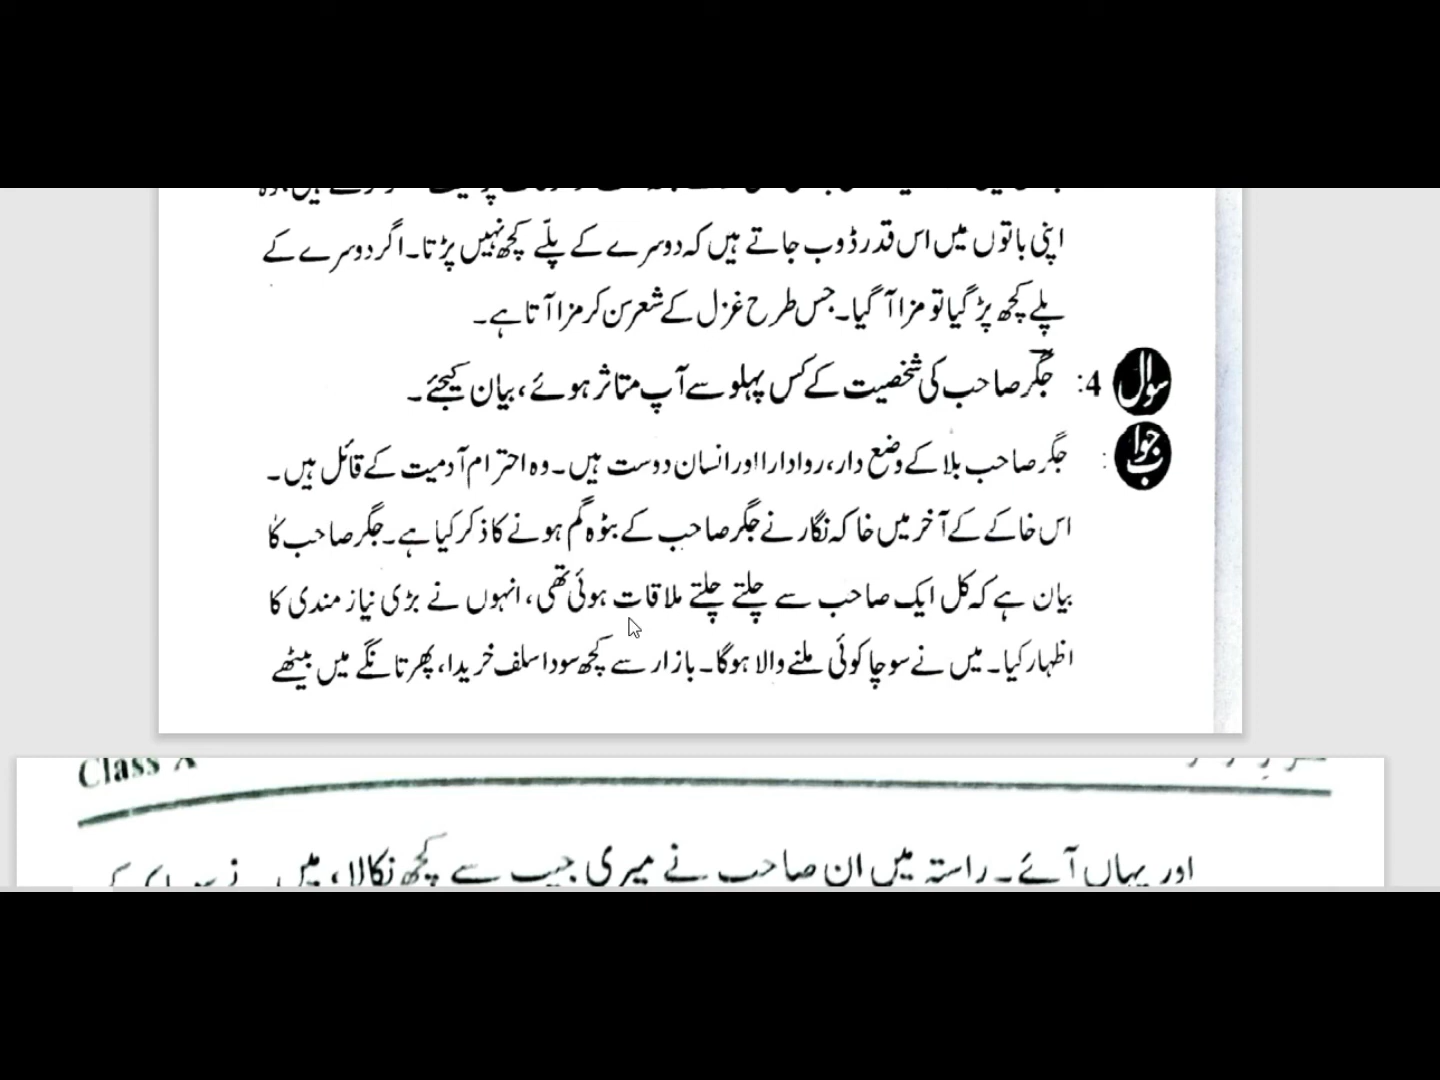 اپنی باتوں میں اس قدر ڈوب جاتے ہیں کہ دوسرے کے پلّے کچھ نہیں پڑتا۔ اگر دوسرے کے
پلے کچھ پڑ گیا تو مزا آ گیا۔ جس طرح غزل کے شعر سن کر مزا آتا ہے۔
سوال 4: جگر صاحب کی شخصیت کے کس پہلو سے آپ متاثر ہوئے، بیان کیجئے۔
جواب : جگر صاحب بلا کے وضع دار، روادار اور انسان دوست ہیں۔ وہ احترام آدمیت کے قائل ہیں۔
اس خاکے کے آخر میں خاکہ نگار نے جگر صاحب کے بٹوہ گم ہونے کا ذکر کیا ہے۔ جگر صاحب کا
بیان ہے کہ کل ایک صاحب سے چلتے چلتے ملاقات ہوئی تھی، انہوں نے بڑی نیاز مندی کا
اظہار کیا۔ میں نے سوچا کوئی ملنے والا ہوگا۔ بازار سے کچھ سودا سلف خریدا، پھر تانگے میں بیٹھے
Class X
اور یہاں آئے۔ راستہ میں ان صاحب نے میری جیب سے کچھ نکالا، میں نے